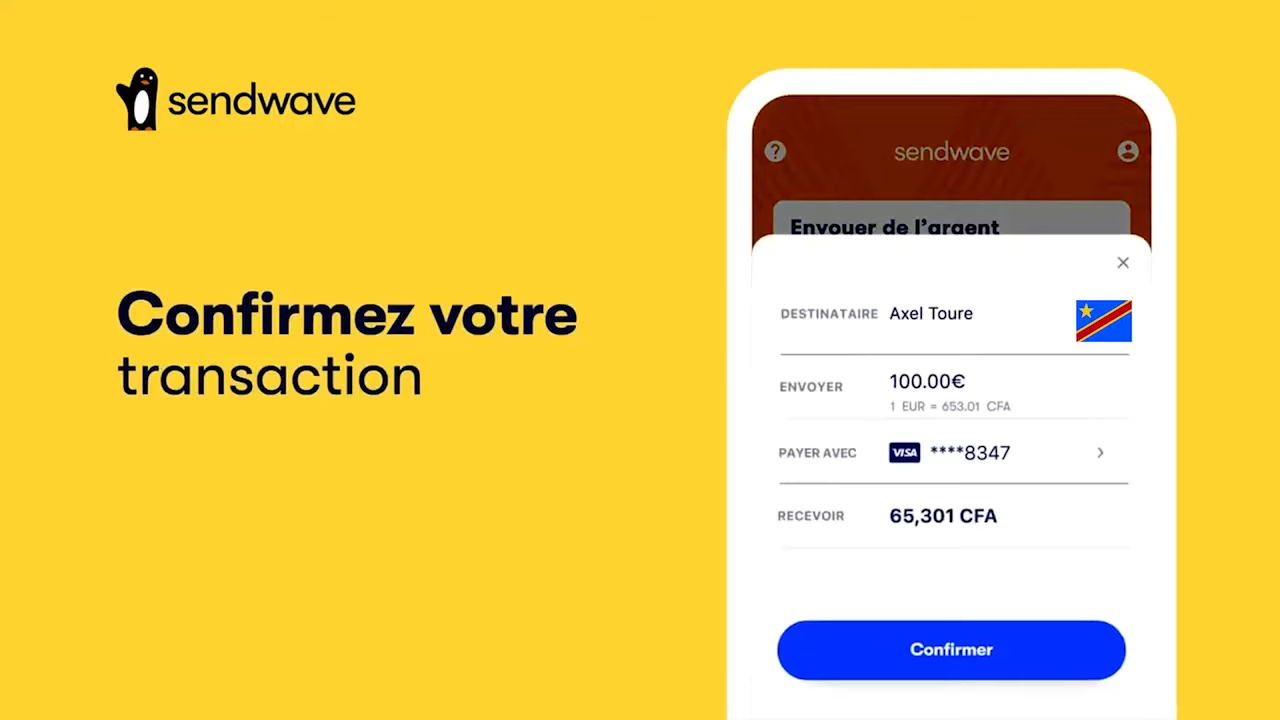 sendwave
Confirmez votre
transaction
?
sendwave
Envoyer de l'argent
DESTINATAIRE Axel Toure
ENVOYER 100.00€
1 EUR = 653.01 CFA
PAYER AVEC VISA ****8347
RECEVOIR 65,301 CFA
Confirmer